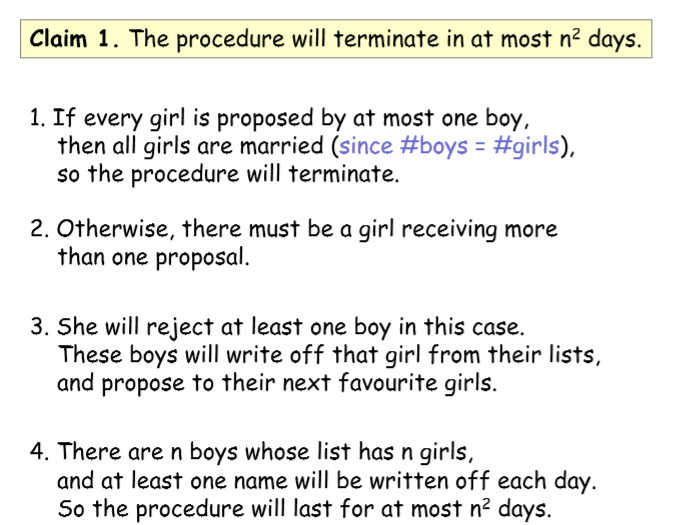 Claim 1. The procedure will terminate in at most n² days.
1. If every girl is proposed by at most one boy,
then all girls are married (since #boys = #girls),
so the procedure will terminate.
2. Otherwise, there must be a girl receiving more
than one proposal.
3. She will reject at least one boy in this case.
These boys will write off that girl from their lists,
and propose to their next favourite girls.
4. There are n boys whose list has n girls,
and at least one name will be written off each day.
So the procedure will last for at most n² days.